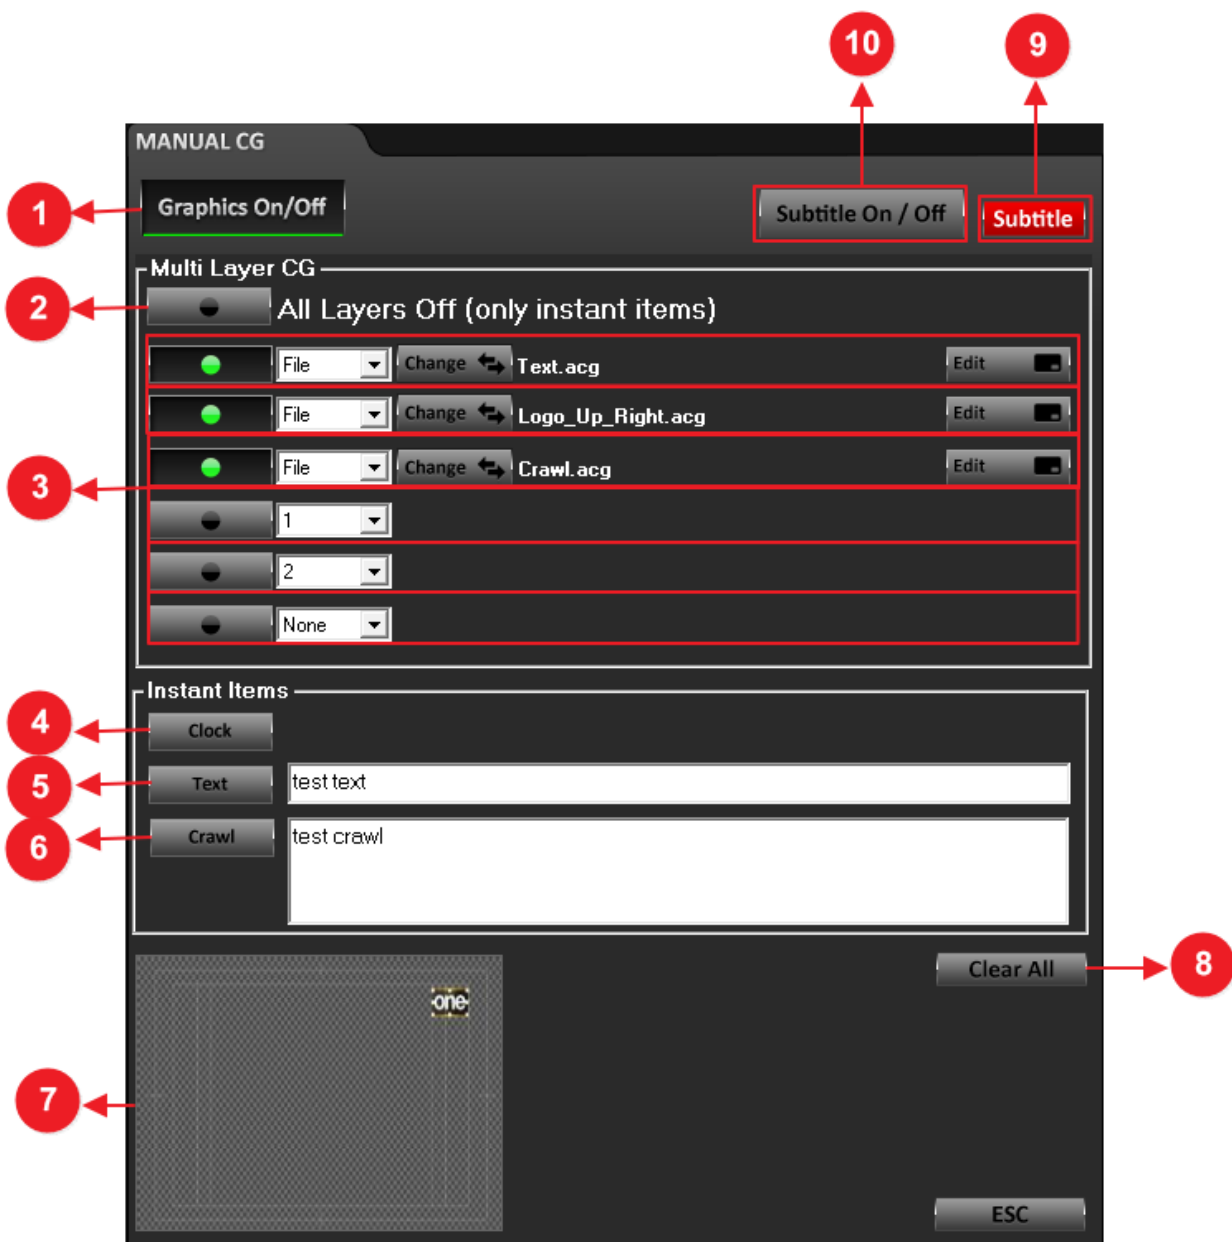 10 9
MANUAL CG
1 Graphics On/Off Subtitle On / Off Subtitle
Multi Layer CG
2 All Layers Off (only instant items)
File Change Text.acg Edit
File Change Logo_Up_Right.acg Edit
3 File Change Crawl.acg Edit
1
2
None
Instant Items
4 Clock
5 Text test text
6 Crawl test crawl
Clear All 8
one
7
ESC